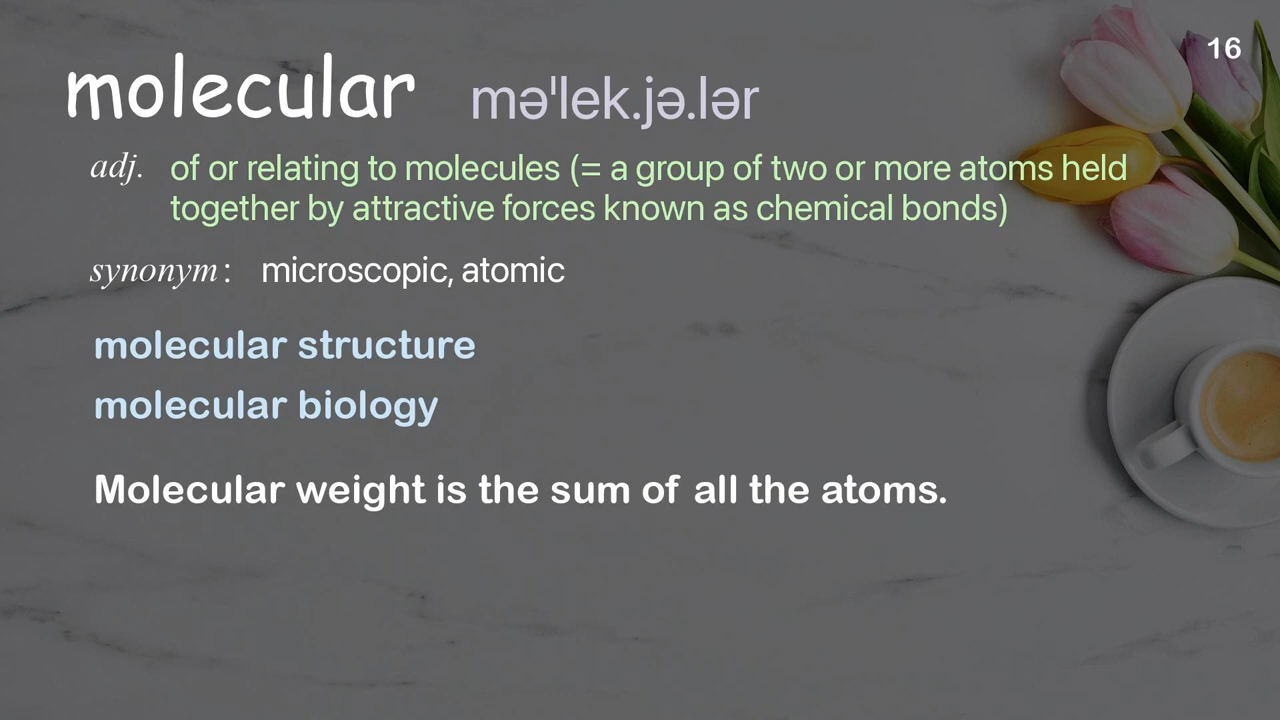 16
molecular məˈlek.jə.lər
adj. of or relating to molecules (= a group of two or more atoms held
together by attractive forces known as chemical bonds)
synonym: microscopic, atomic
molecular structure
molecular biology
Molecular weight is the sum of all the atoms.